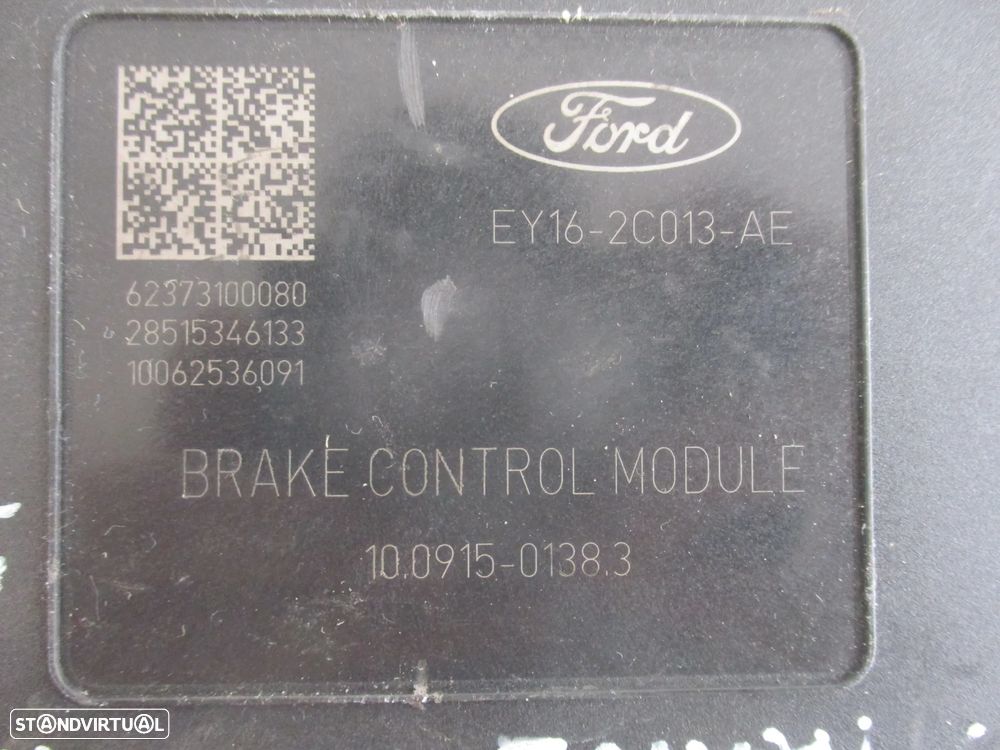 Ford
EY16-2C013-AE
62373100080
28515346133
10062536091
BRAKE CONTROL MODULE
10.0915-0138.3
STANDVIRTUAL